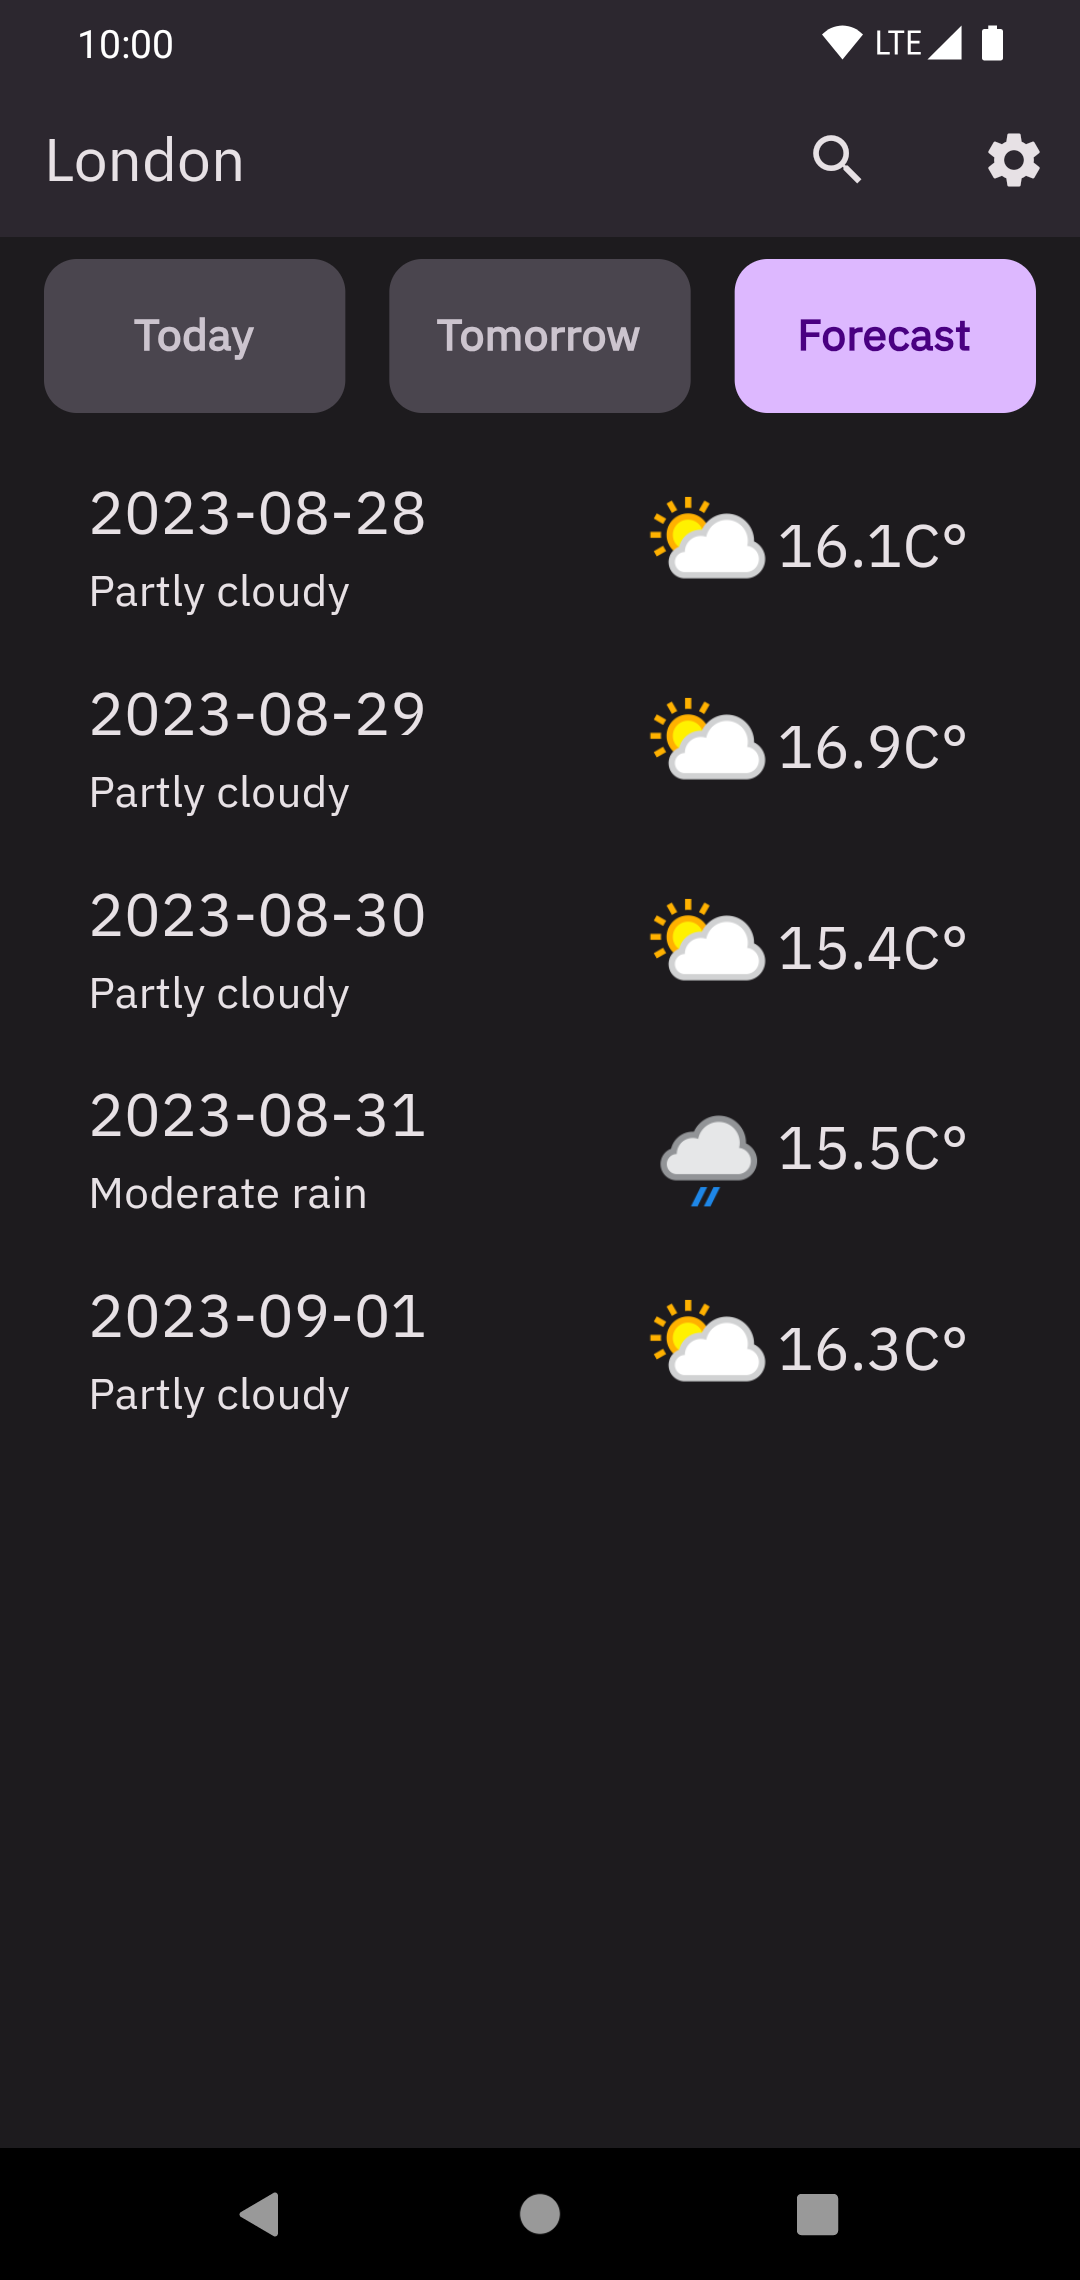 10:00 LTE
London
Today Tomorrow Forecast
2023-08-28
Partly cloudy
16.1C°
2023-08-29
Partly cloudy
16.9C°
2023-08-30
Partly cloudy
15.4C°
2023-08-31
Moderate rain
15.5C°
2023-09-01
Partly cloudy
16.3C°